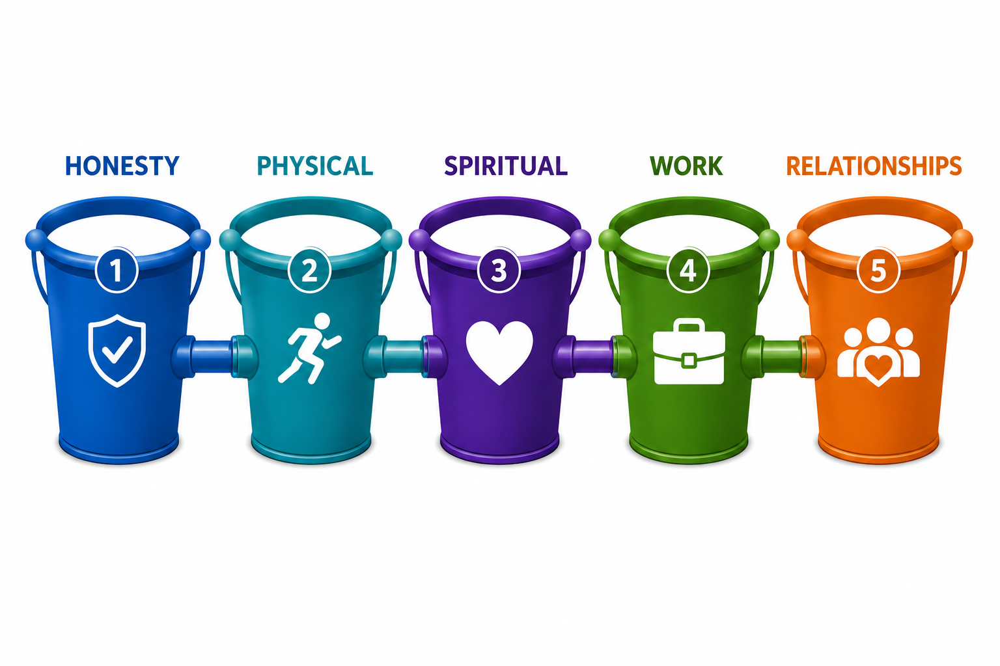 HONESTY PHYSICAL SPIRITUAL WORK RELATIONSHIPS
1 2 3 4 5